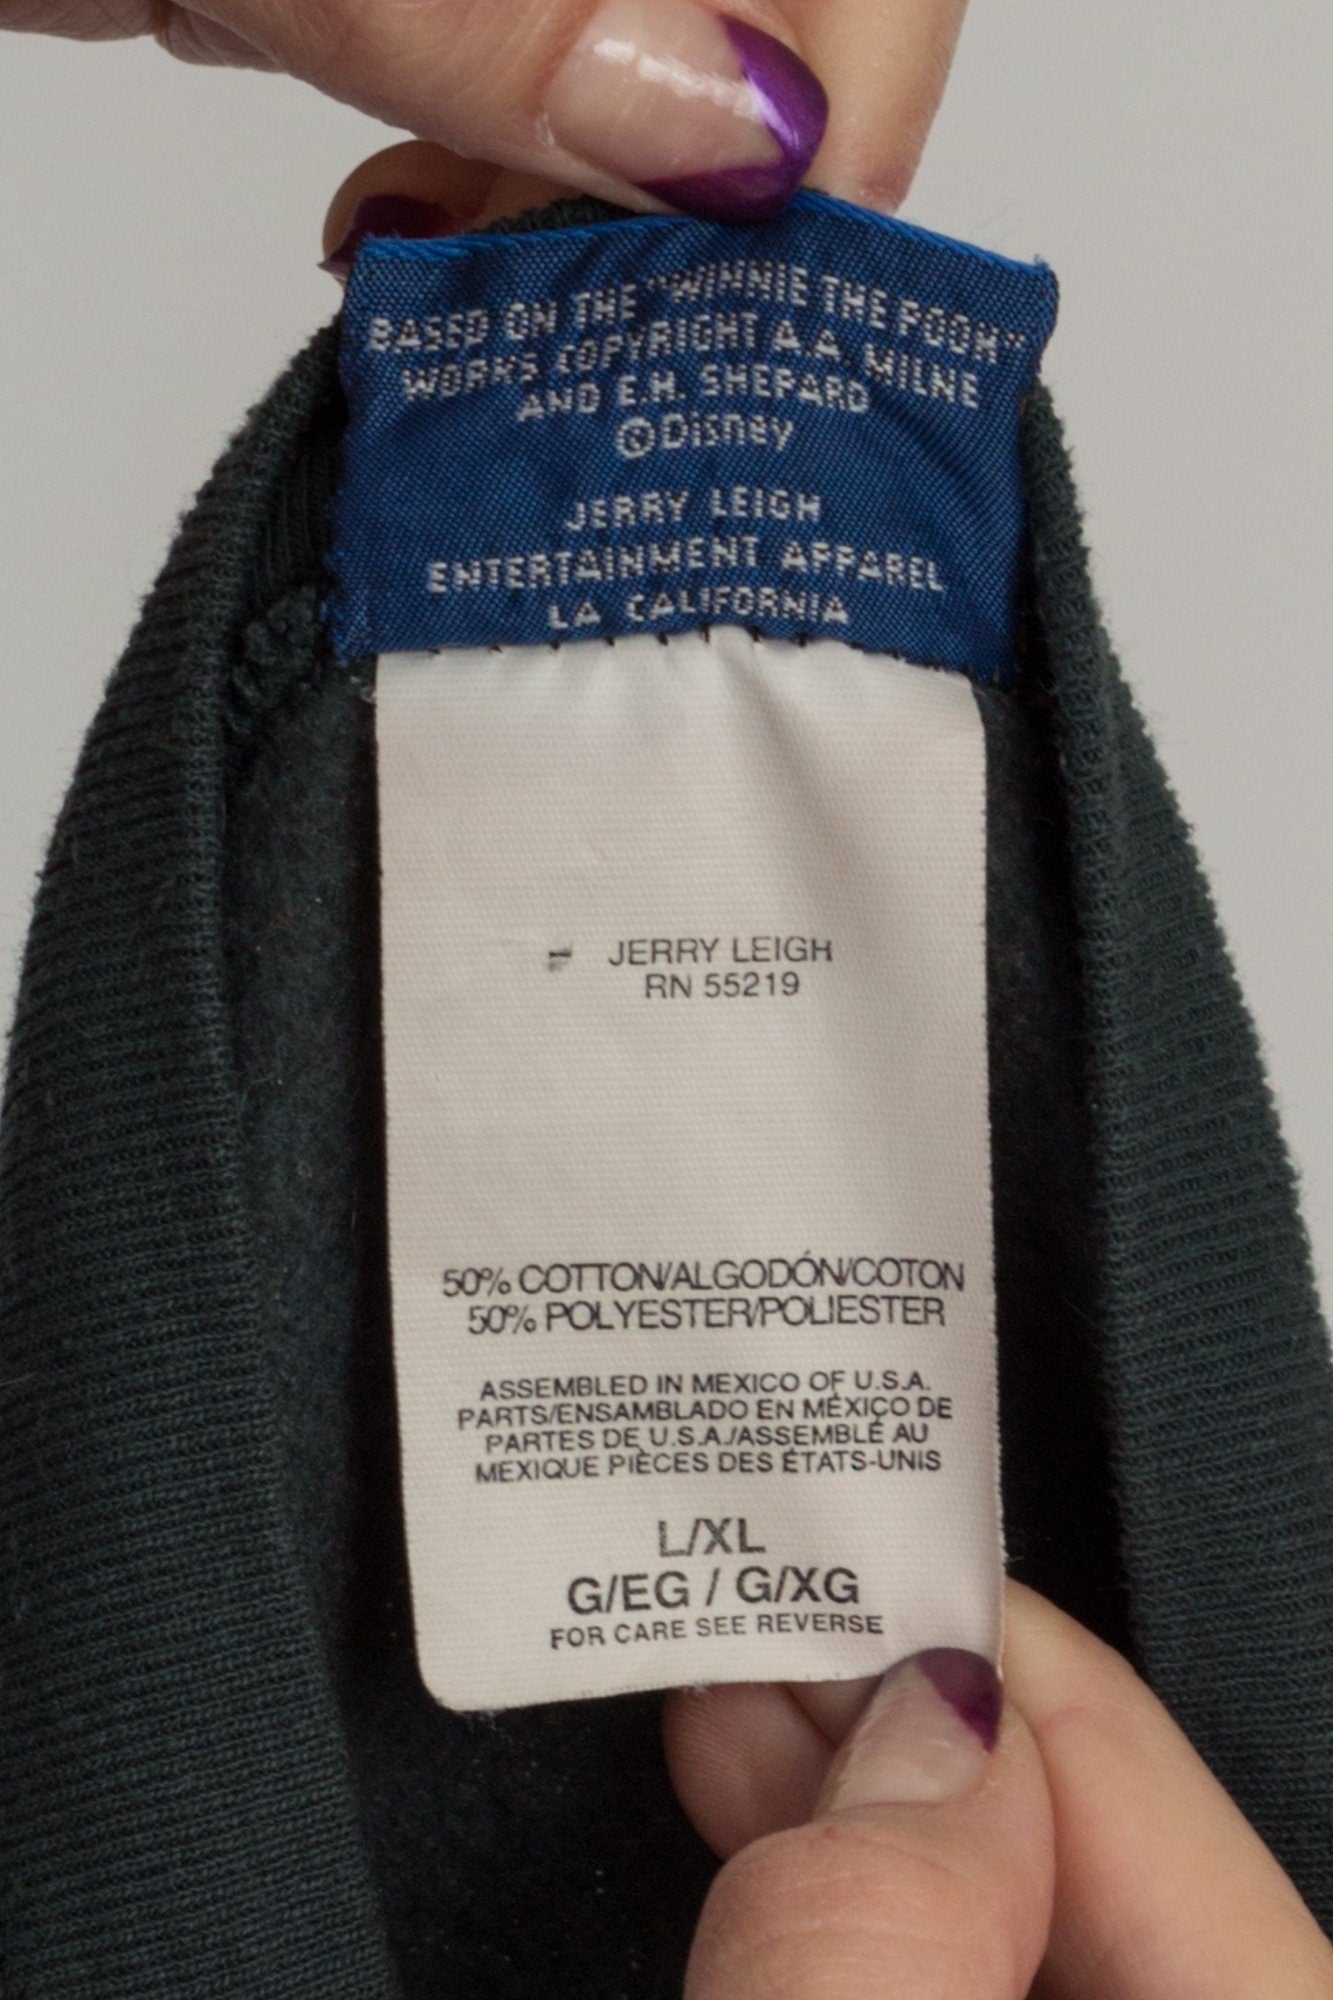 BASED ON THE "WINNIE THE POOH"
WORKS COPYRIGHT A.A. MILNE
AND E.H. SHEPARD
©Disney
JERRY LEIGH
ENTERTAINMENT APPAREL
LA CALIFORNIA
JERRY LEIGH
RN 55219
50% COTTON/ALGODÓN/COTON
50% POLYESTER/POLIESTER
ASSEMBLED IN MEXICO OF U.S.A.
PARTS/ENSAMBLADO EN MÉXICO DE
PARTES DE U.S.A./ASSEMBLÉ AU
MEXIQUE PIÈCES DES ÉTATS-UNIS
L/XL
G/EG / G/XG
FOR CARE SEE REVERSE